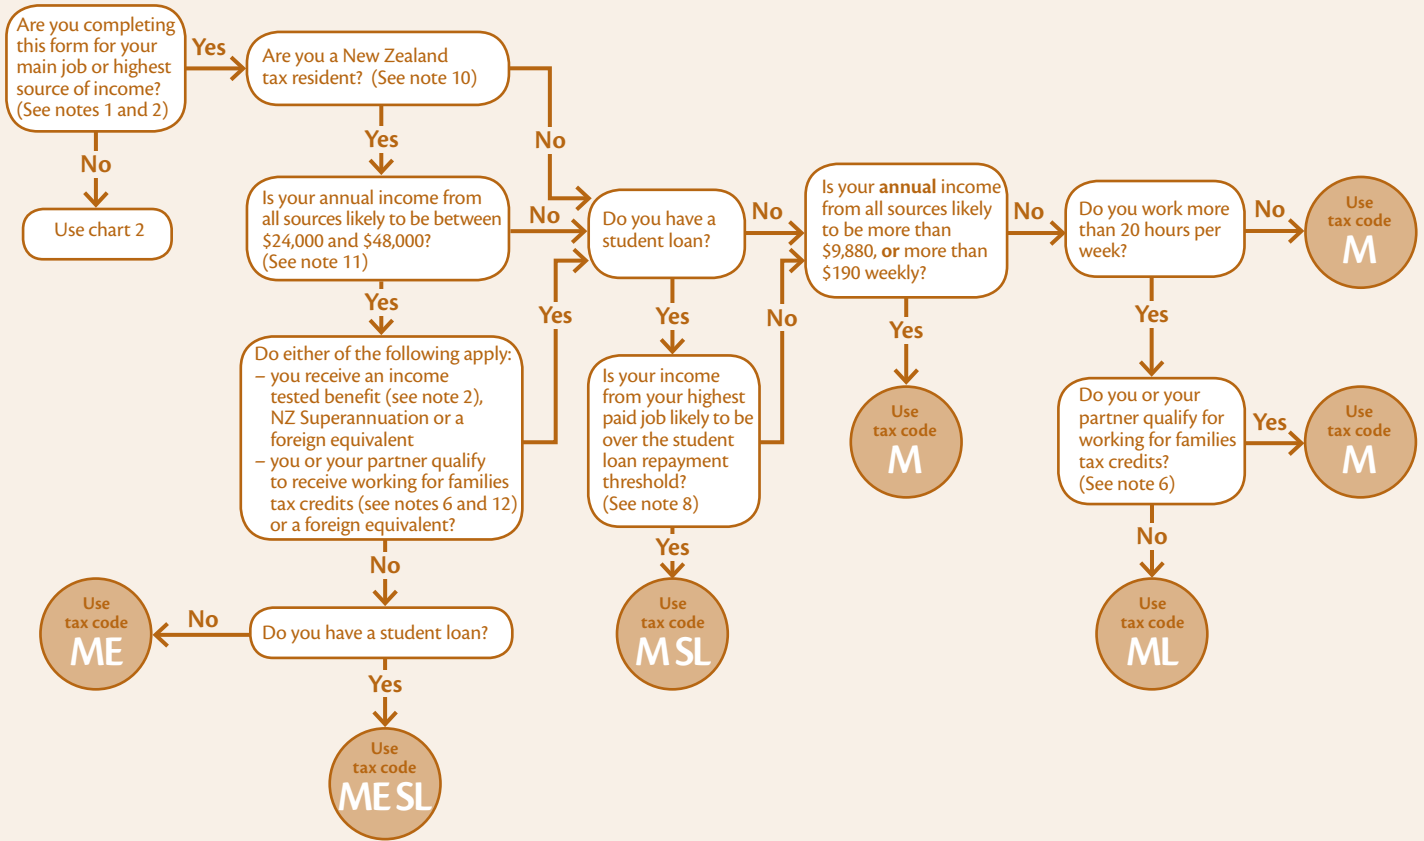 Are you completing
this form for your
main job or highest
source of income?
(See notes 1 and 2)
Yes
No
Use chart 2
Are you a New Zealand
tax resident? (See note 10)
No
Yes
Is your annual income from
all sources likely to be between
$24,000 and $48,000?
(See note 11)
No
Yes
Do either of the following apply:
– you receive an income
tested benefit (see note 2),
NZ Superannuation or a
foreign equivalent
– you or your partner qualify
to receive working for families
tax credits (see notes 6 and 12)
or a foreign equivalent?
Yes
No
Do you have a student loan?
No
Use
tax code
ME
Yes
Use
tax code
ME SL
Do you have a
student loan?
No
Yes
Is your income
from your highest
paid job likely to be
over the student
loan repayment
threshold?
(See note 8)
No
Yes
Use
tax code
M SL
Is your annual income
from all sources likely
to be more than
$9,880, or more than
$190 weekly?
No
Yes
Use
tax code
M
Do you work more
than 20 hours per
week?
No
Use
tax code
M
Yes
Do you or your
partner qualify for
working for families
tax credits?
(See note 6)
Yes
Use
tax code
M
No
Use
tax code
ML